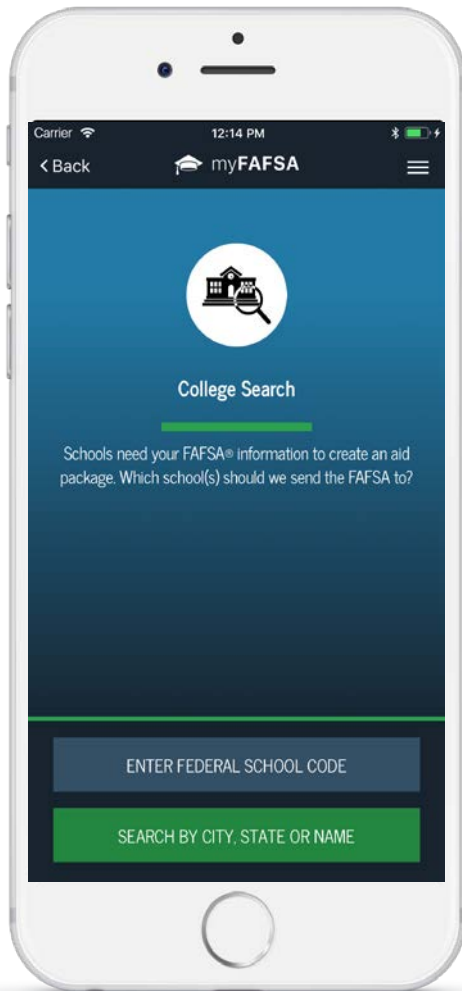 Carrier 12:14 PM
Back myFAFSA
College Search
Schools need your FAFSA® information to create an aid
package. Which school(s) should we send the FAFSA to?
ENTER FEDERAL SCHOOL CODE
SEARCH BY CITY, STATE OR NAME